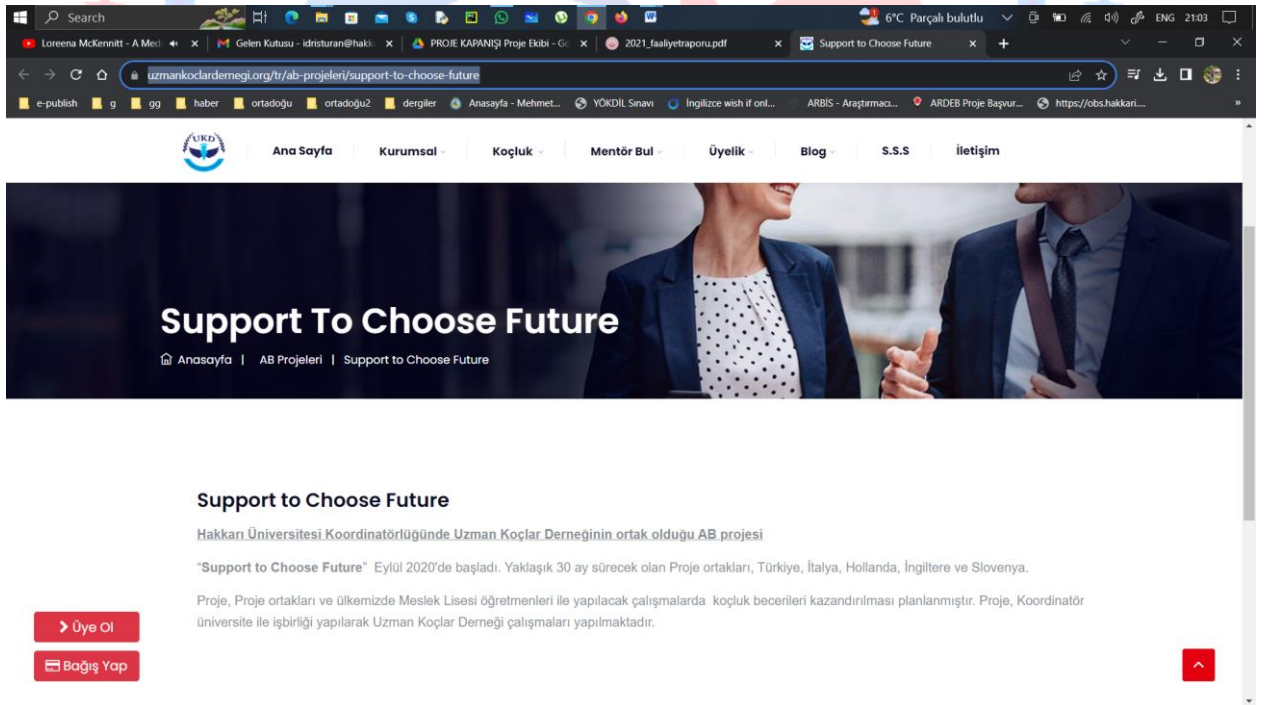 Search
6°C Parçalı bulutlu
ENG 21:03
Loreena McKennitt - A Medi
Gelen Kutusu - idristuran@hakk
PROJE KAPANIŞI Proje Ekibi - Go
2021_faaliyetraporu.pdf
Support to Choose Future
uzmankoclardernegi.org/tr/ab-projeleri/support-to-choose-future
e-publish g gg haber ortadoğu ortadoğu2 dergiler Anasayfa - Mehmet... YÖKDİL Sınavı İngilizce wish if onl... ARBİS - Araştırmacı... ARDEB Proje Başvur... https://obs.hakkari.... »
UKD
Ana Sayfa Kurumsal Koçluk Mentör Bul Üyelik Blog S.S.S İletişim
Support To Choose Future
Anasayfa | AB Projeleri | Support to Choose Future
Support to Choose Future
Hakkarı Üniversitesi Koordinatörlüğünde Uzman Koçlar Derneğinin ortak olduğu AB projesi
“Support to Choose Future” Eylül 2020'de başladı. Yaklaşık 30 ay sürecek olan Proje ortakları, Türkiye, İtalya, Hollanda, İngiltere ve Slovenya.
Proje, Proje ortakları ve ülkemizde Meslek Lisesi öğretmenleri ile yapılacak çalışmalarda koçluk becerileri kazandırılması planlanmıştır. Proje, Koordinatör
üniversite ile işbirliği yapılarak Uzman Koçlar Derneği çalışmaları yapılmaktadır.
Üye Ol
Bağış Yap